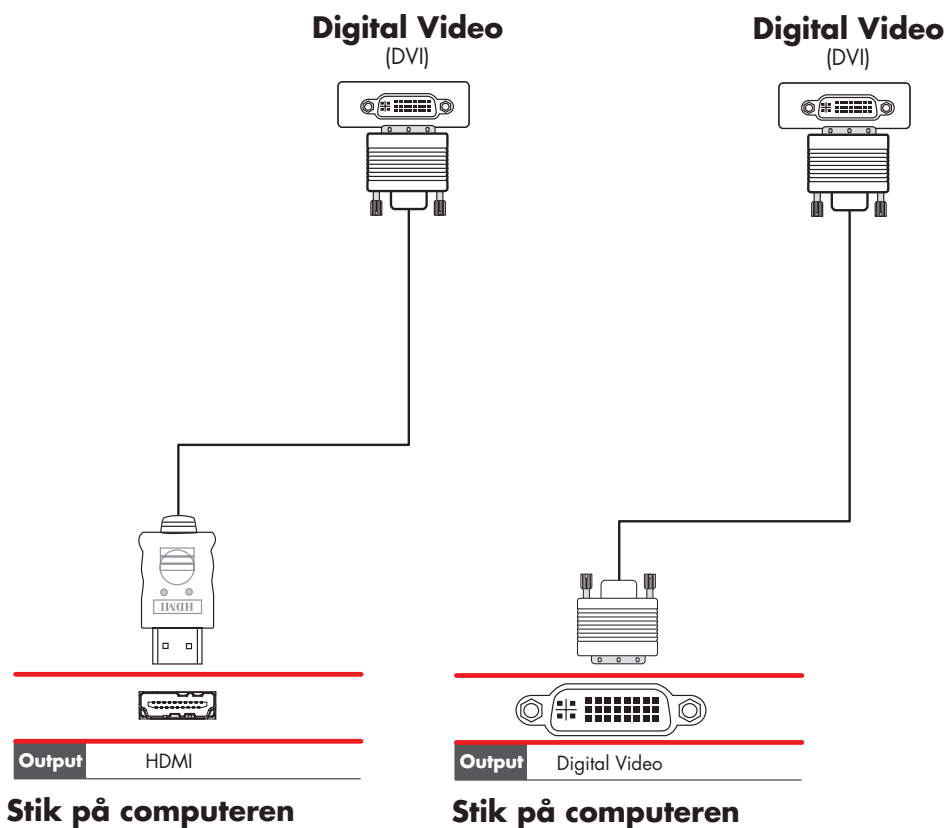 Digital Video
(DVI)
Digital Video
(DVI)
HDMI
Output HDMI
Output Digital Video
Stik på computeren
Stik på computeren